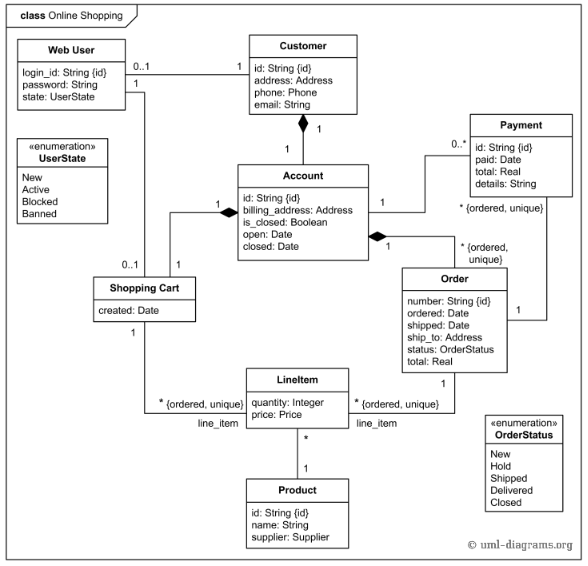 class Online Shopping
Web User
login_id: String {id}
password: String
state: UserState
0..1
1
1
Customer
id: String {id}
address: Address
phone: Phone
email: String
1
1
Payment
id: String {id}
paid: Date
total: Real
details: String
0..*
* {ordered, unique}
«enumeration»
UserState
New
Active
Blocked
Banned
Account
id: String {id}
billing_address: Address
is_closed: Boolean
open: Date
closed: Date
1
1
1
* {ordered,
unique}
0..1
1
Shopping Cart
created: Date
1
Order
number: String {id}
ordered: Date
shipped: Date
ship_to: Address
status: OrderStatus
total: Real
1
1
LineItem
quantity: Integer
price: Price
* {ordered, unique}
line_item
* {ordered, unique}
line_item
*
1
Product
id: String {id}
name: String
supplier: Supplier
«enumeration»
OrderStatus
New
Hold
Shipped
Delivered
Closed
© uml-diagrams.org